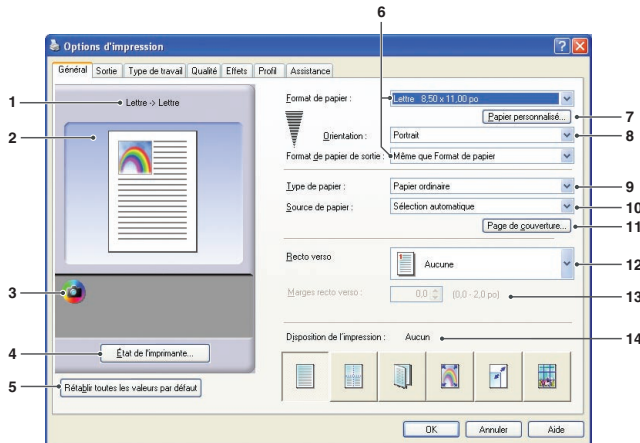 6
Options d'impression
Général Sortie Type de travail Qualité Effets Profil Assistance
1
Lettre -> Lettre
2
3
4
État de l'imprimante...
5
Rétablir toutes les valeurs par défaut
Format de papier :
Lettre 8,50 x 11,00 po
Papier personnalisé...
7
Orientation :
Portrait
8
Format de papier de sortie :
Même que Format de papier
Type de papier :
Papier ordinaire
9
Source de papier :
Sélection automatique
10
Page de couverture...
11
Recto verso
Aucune
12
Marges recto verso :
0,0
(0,0 - 2,0 po)
13
Disposition de l'impression :
Aucun
14
OK
Annuler
Aide